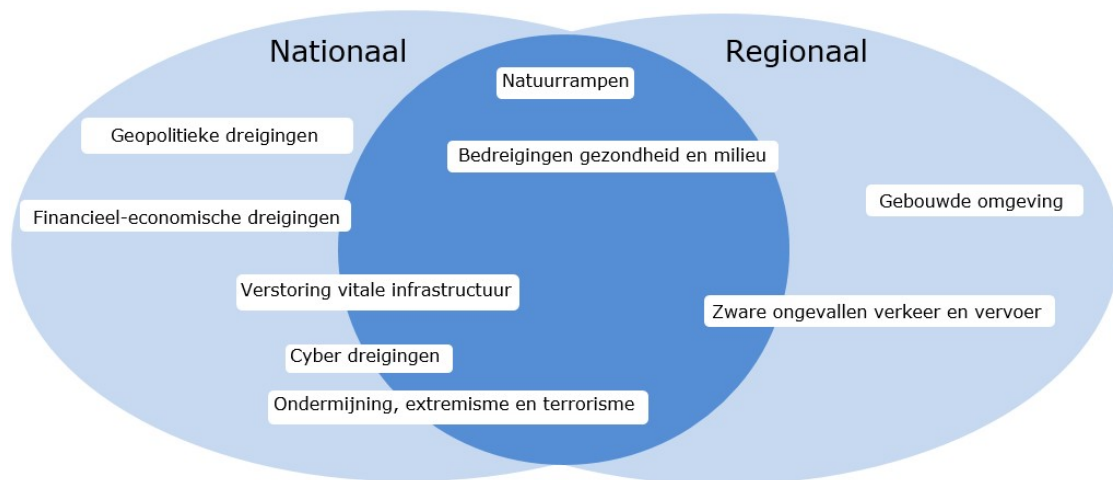 Nationaal
Regionaal
Natuurrampen
Geopolitieke dreigingen
Bedreigingen gezondheid en milieu
Gebouwde omgeving
Financieel-economische dreigingen
Verstoring vitale infrastructuur
Zware ongevallen verkeer en vervoer
Cyber dreigingen
Ondermijning, extremisme en terrorisme